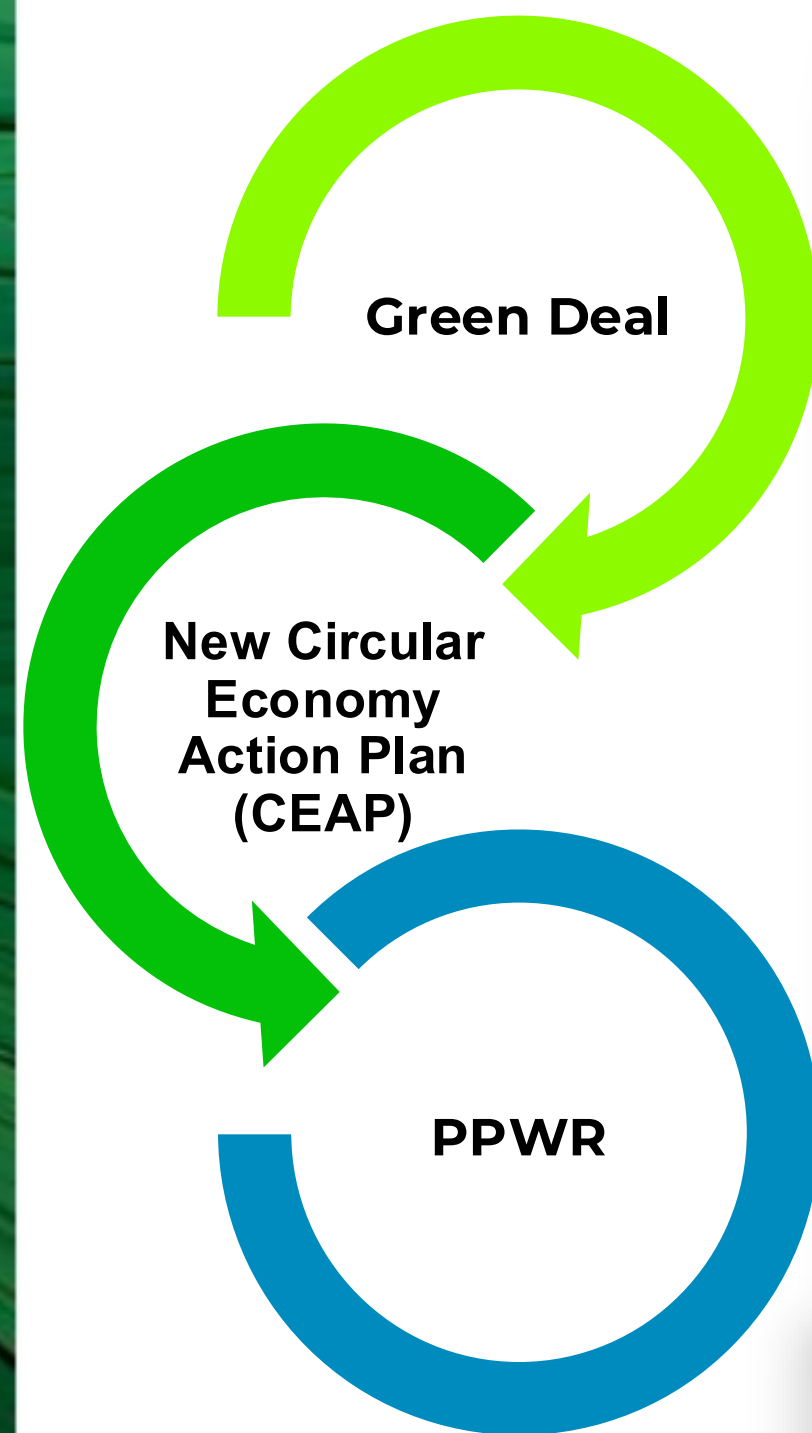 Green Deal
New Circular
Economy
Action Plan
(CEAP)
PPWR